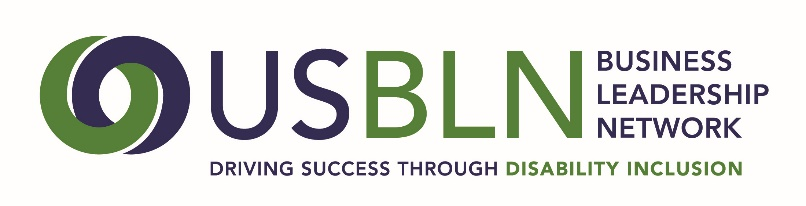 USBLN
BUSINESS
LEADERSHIP
NETWORK
DRIVING SUCCESS THROUGH DISABILITY INCLUSION